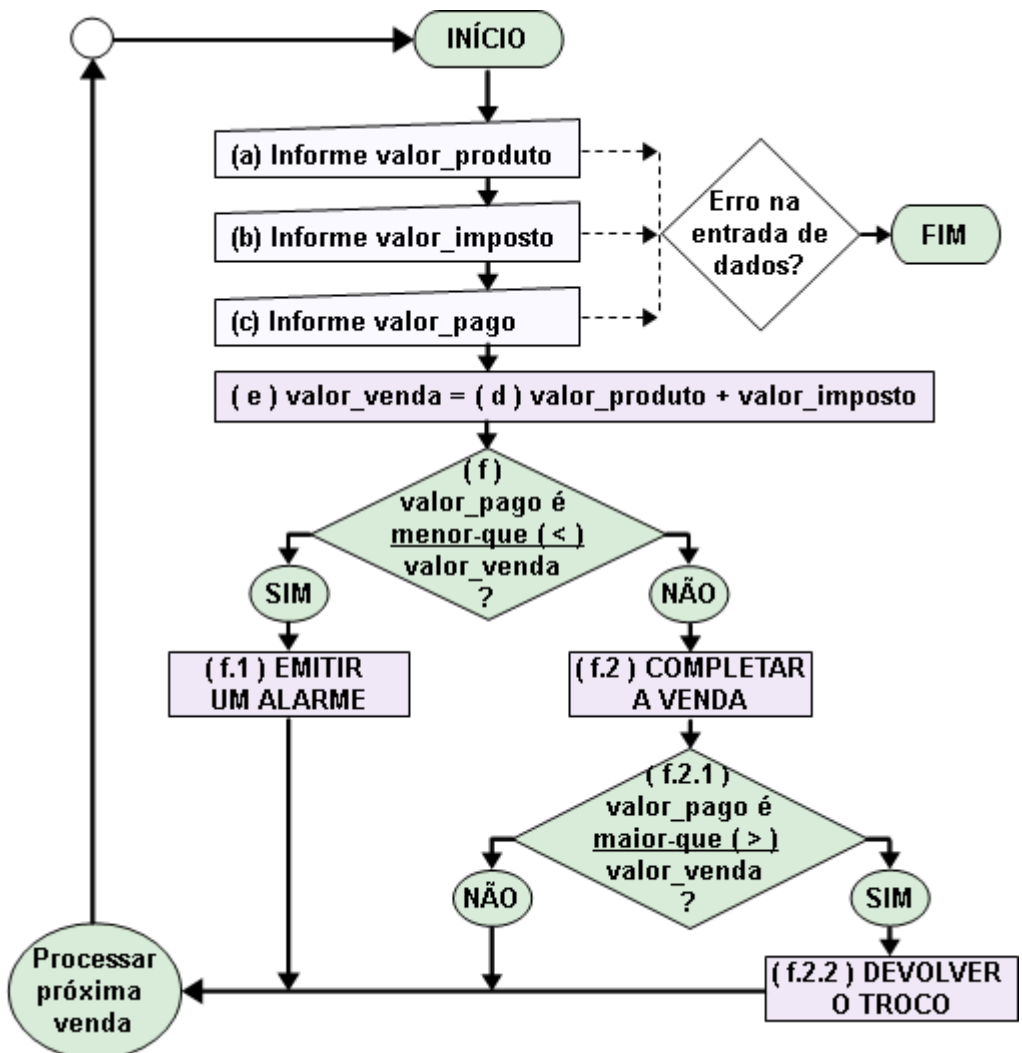 INÍCIO
(a) Informe valor_produto
(b) Informe valor_imposto
(c) Informe valor_pago
Erro na
entrada de
dados?
FIM
( e ) valor_venda = ( d ) valor_produto + valor_imposto
( f )
valor_pago é
menor-que ( < )
valor_venda
?
SIM
NÃO
( f.1 ) EMITIR
UM ALARME
( f.2 ) COMPLETAR
A VENDA
( f.2.1 )
valor_pago é
maior-que ( > )
valor_venda
?
NÃO
SIM
( f.2.2 ) DEVOLVER
O TROCO
Processar
próxima
venda